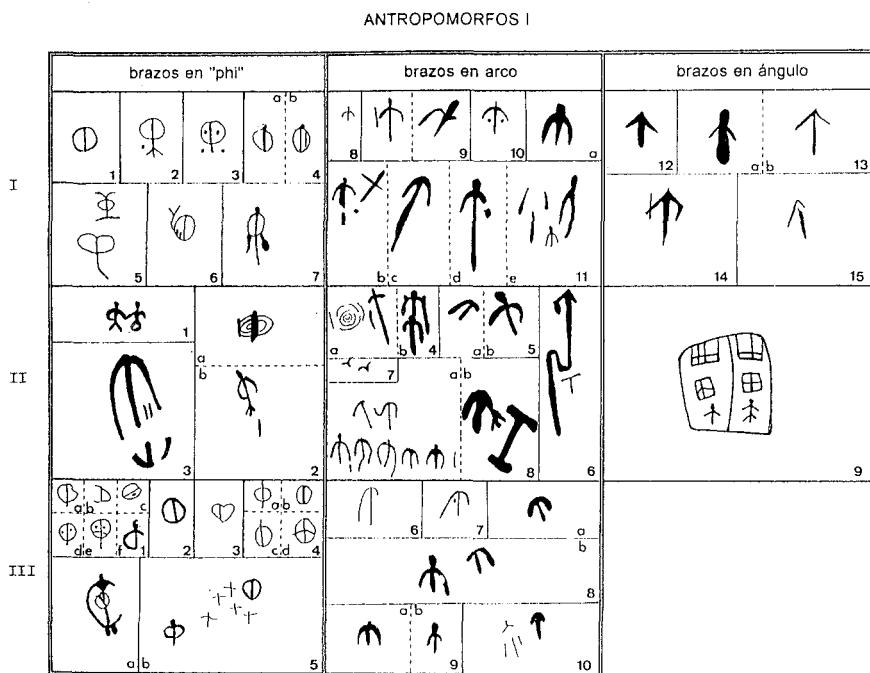 ANTROPOMORFOS I
brazos en "phi" brazos en arco brazos en ángulo
I
1 2 3 a b 4
8 9 10 a
12 a b 13
5 6 7
b c d e 11
14 15
II
1 a
a b 4 a b 5
7 a b
b
3 2
8 6
9
III
a b c
d e f 1 2 3 a b c d 4
6 7 a
b
8
a b 5
a b 9 10